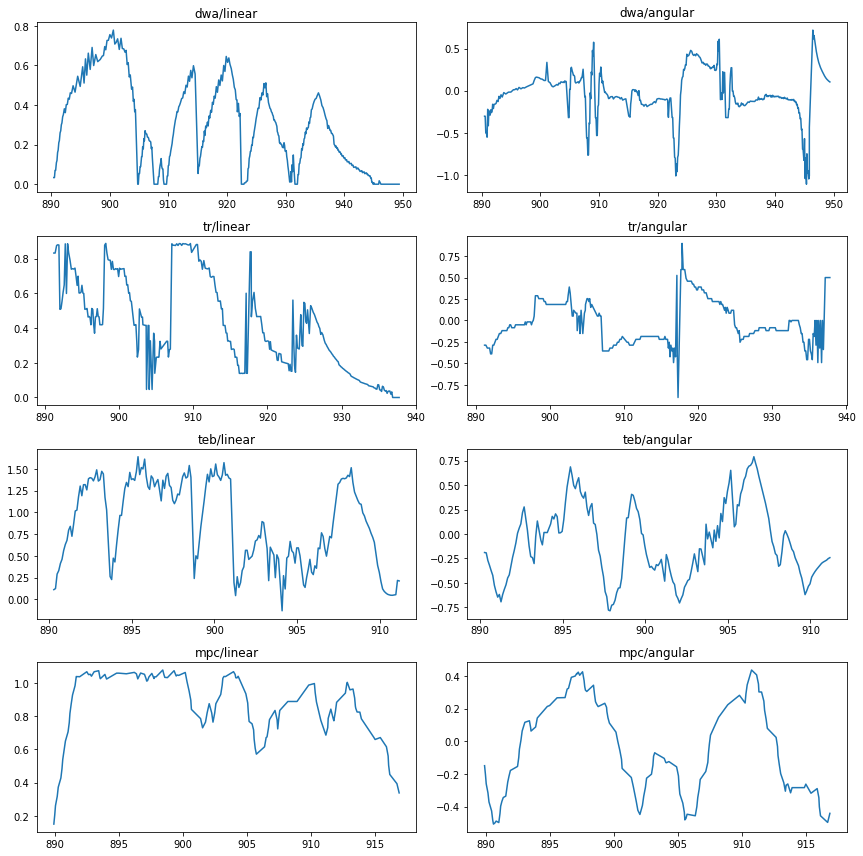 dwa/linear
0.8
0.6
0.4
0.2
0.0
890 900 910 920 930 940 950
dwa/angular
0.5
0.0
−0.5
−1.0
890 900 910 920 930 940 950
tr/linear
0.8
0.6
0.4
0.2
0.0
890 900 910 920 930 940
tr/angular
0.75
0.50
0.25
0.00
−0.25
−0.50
−0.75
890 900 910 920 930 940
teb/linear
1.50
1.25
1.00
0.75
0.50
0.25
0.00
890 895 900 905 910
teb/angular
0.75
0.50
0.25
0.00
−0.25
−0.50
−0.75
890 895 900 905 910
mpc/linear
1.0
0.8
0.6
0.4
0.2
890 895 900 905 910 915
mpc/angular
0.4
0.2
0.0
−0.2
−0.4
890 895 900 905 910 915